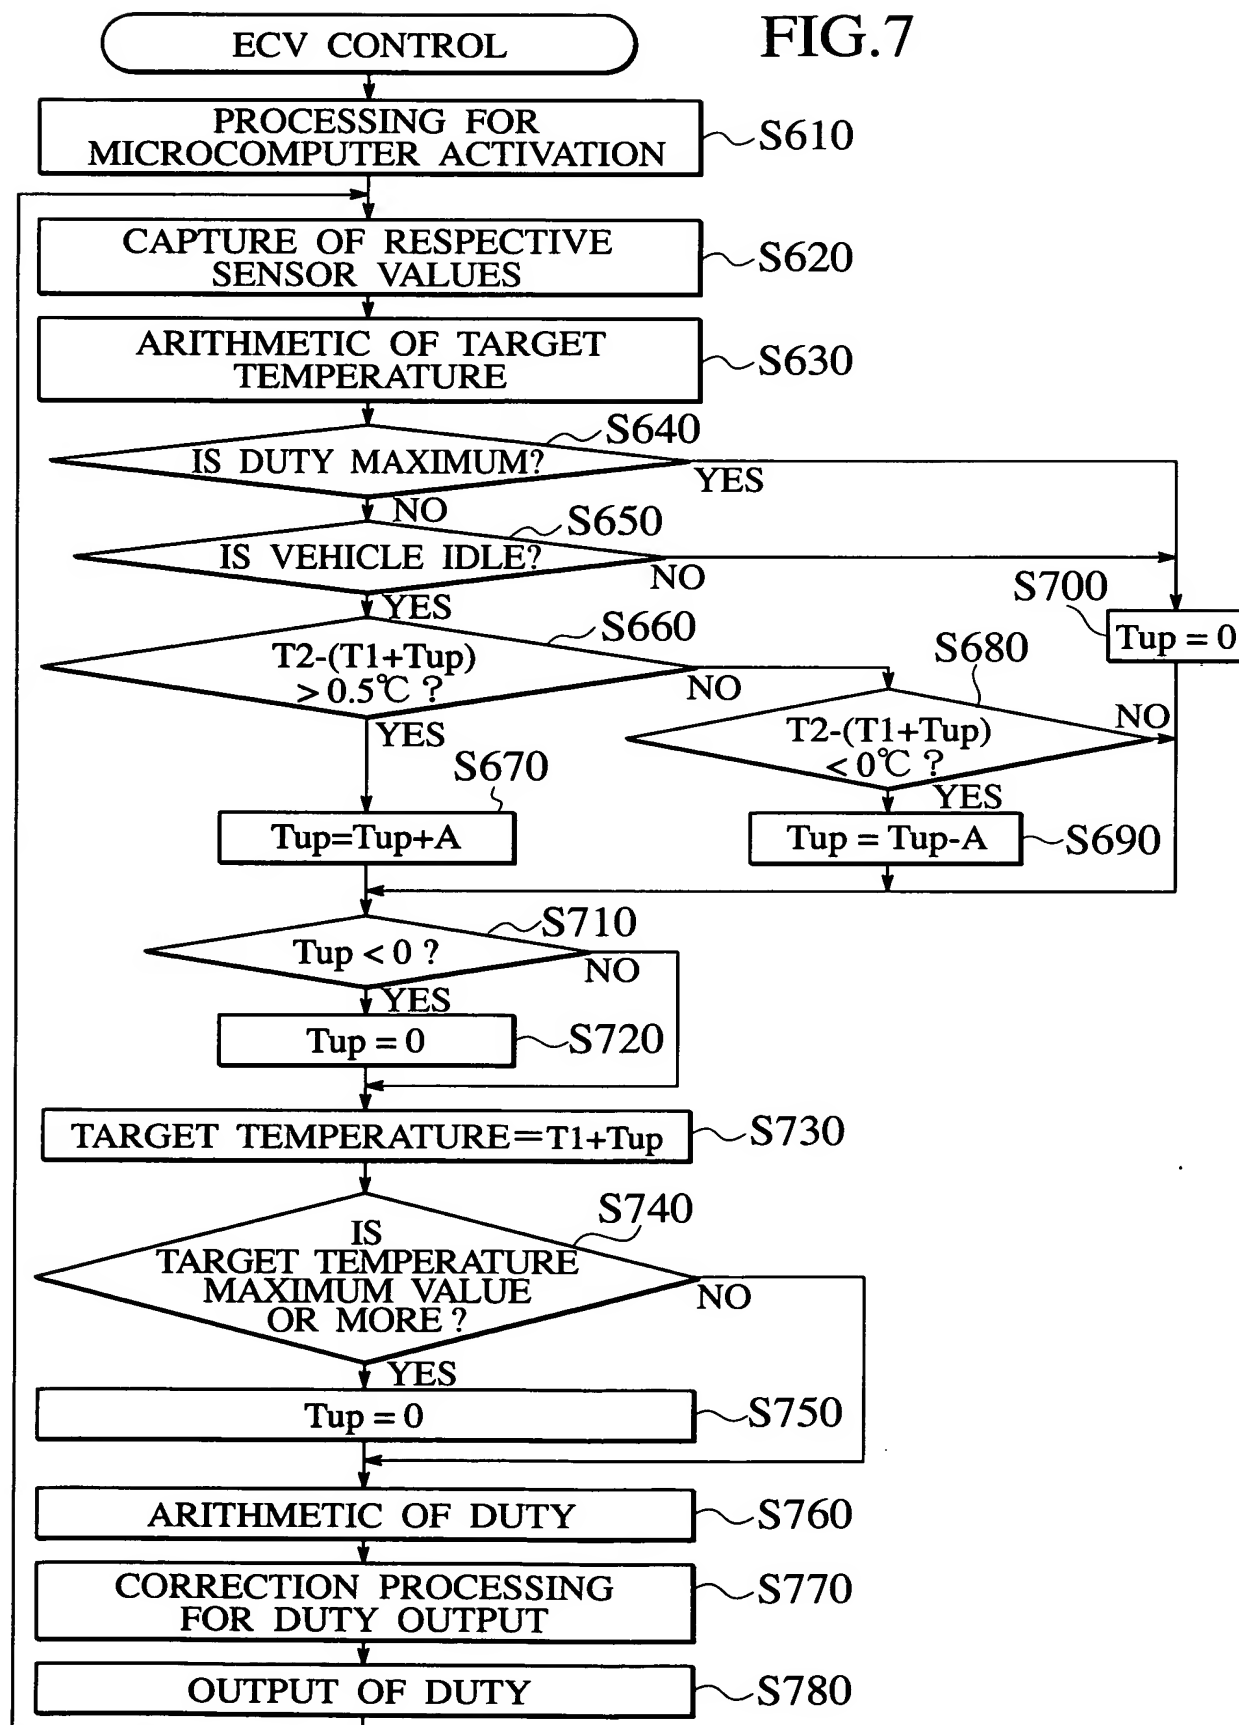 FIG.7
ECV CONTROL
PROCESSING FOR
MICROCOMPUTER ACTIVATION
S610
CAPTURE OF RESPECTIVE
SENSOR VALUES
S620
ARITHMETIC OF TARGET
TEMPERATURE
S630
S640
IS DUTY MAXIMUM?
YES
NO
S650
IS VEHICLE IDLE?
NO
YES
S700
Tup = 0
S660
T2-(T1+Tup)
> 0.5℃ ?
NO
YES
S680
T2-(T1+Tup)
< 0℃ ?
NO
YES
S670
Tup=Tup+A
Tup = Tup-A
S690
S710
Tup < 0 ?
NO
YES
Tup = 0
S720
TARGET TEMPERATURE=T1+Tup
S730
S740
IS
TARGET TEMPERATURE
MAXIMUM VALUE
OR MORE ?
NO
YES
Tup = 0
S750
ARITHMETIC OF DUTY
S760
CORRECTION PROCESSING
FOR DUTY OUTPUT
S770
OUTPUT OF DUTY
S780